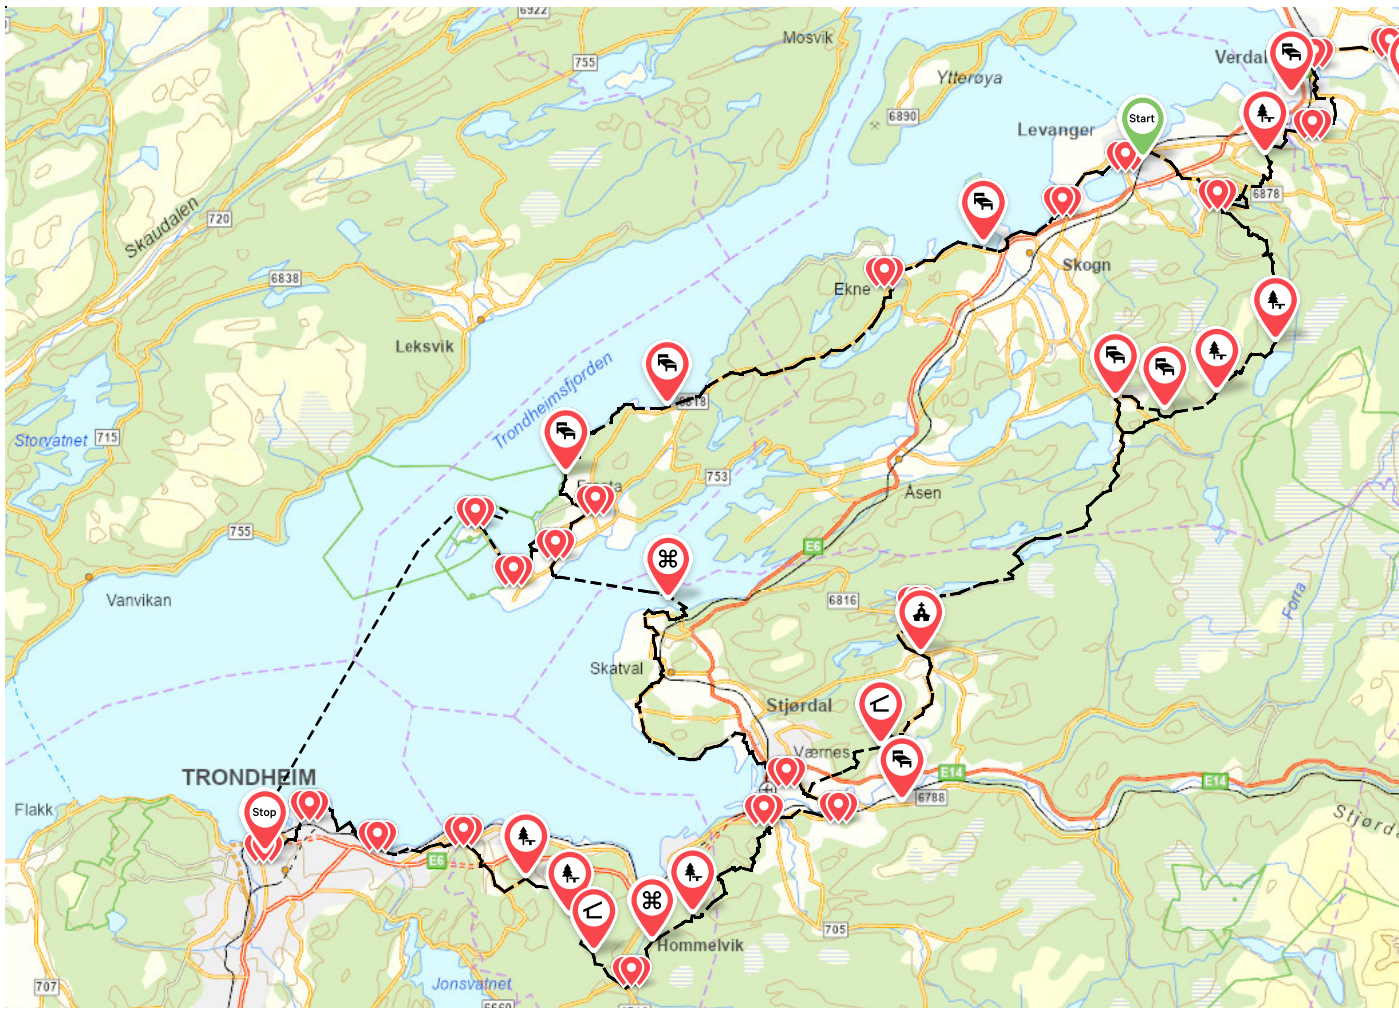 6922
Mosvik
755
Verdal
Ytterøya
6890
Start
Levanger
Skaudalen
720
6878
6838
Skogn
Ekne
Leksvik
Trondheimsfjorden
6818
Storvatnet
715
753
Frosta
Åsen
755
E6
Vanvikan
6816
Forra
Skatval
Stjørdal
Værnes
TRONDHEIM
E14
E14
6788
Flakk
Stop
Stjørd
E6
705
Hommelvik
707
Jonsvatnet